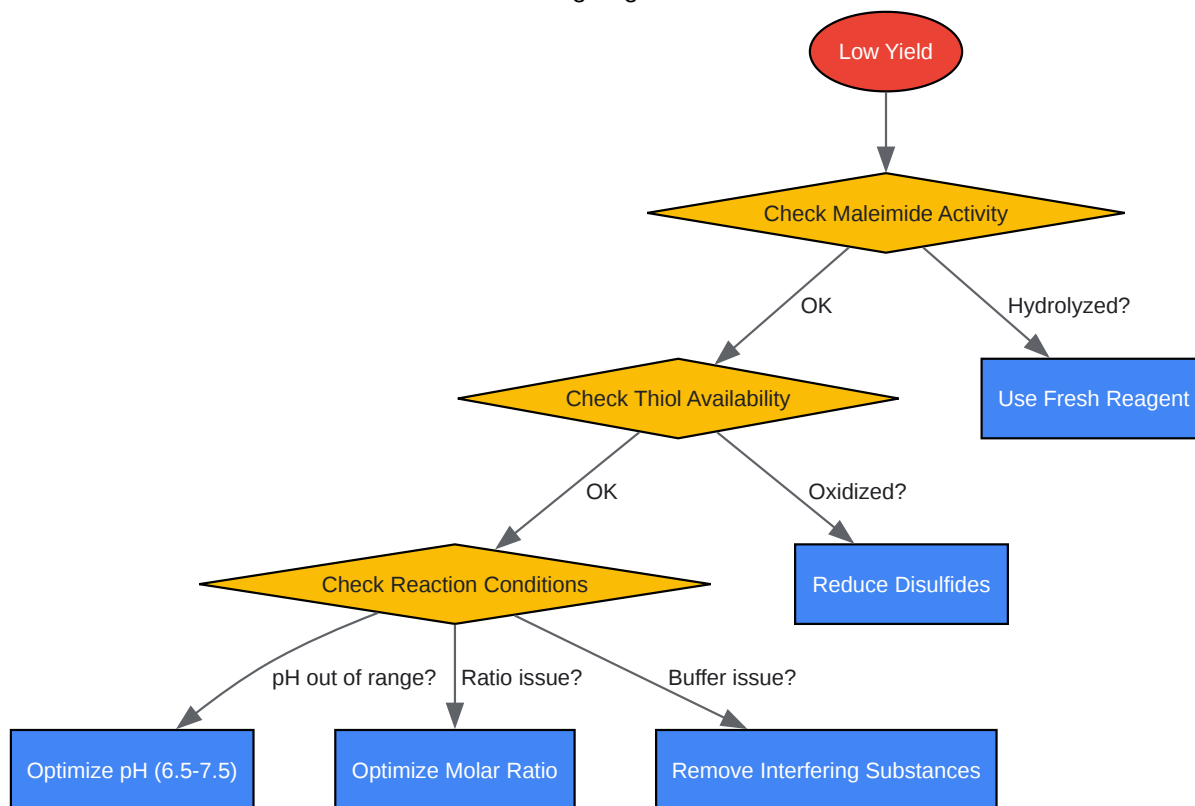 Low Yield
Check Maleimide Activity
OK
Hydrolyzed?
Check Thiol Availability
Use Fresh Reagent
OK
Oxidized?
Check Reaction Conditions
Reduce Disulfides
pH out of range?
Ratio issue?
Buffer issue?
Optimize pH (6.5-7.5)
Optimize Molar Ratio
Remove Interfering Substances